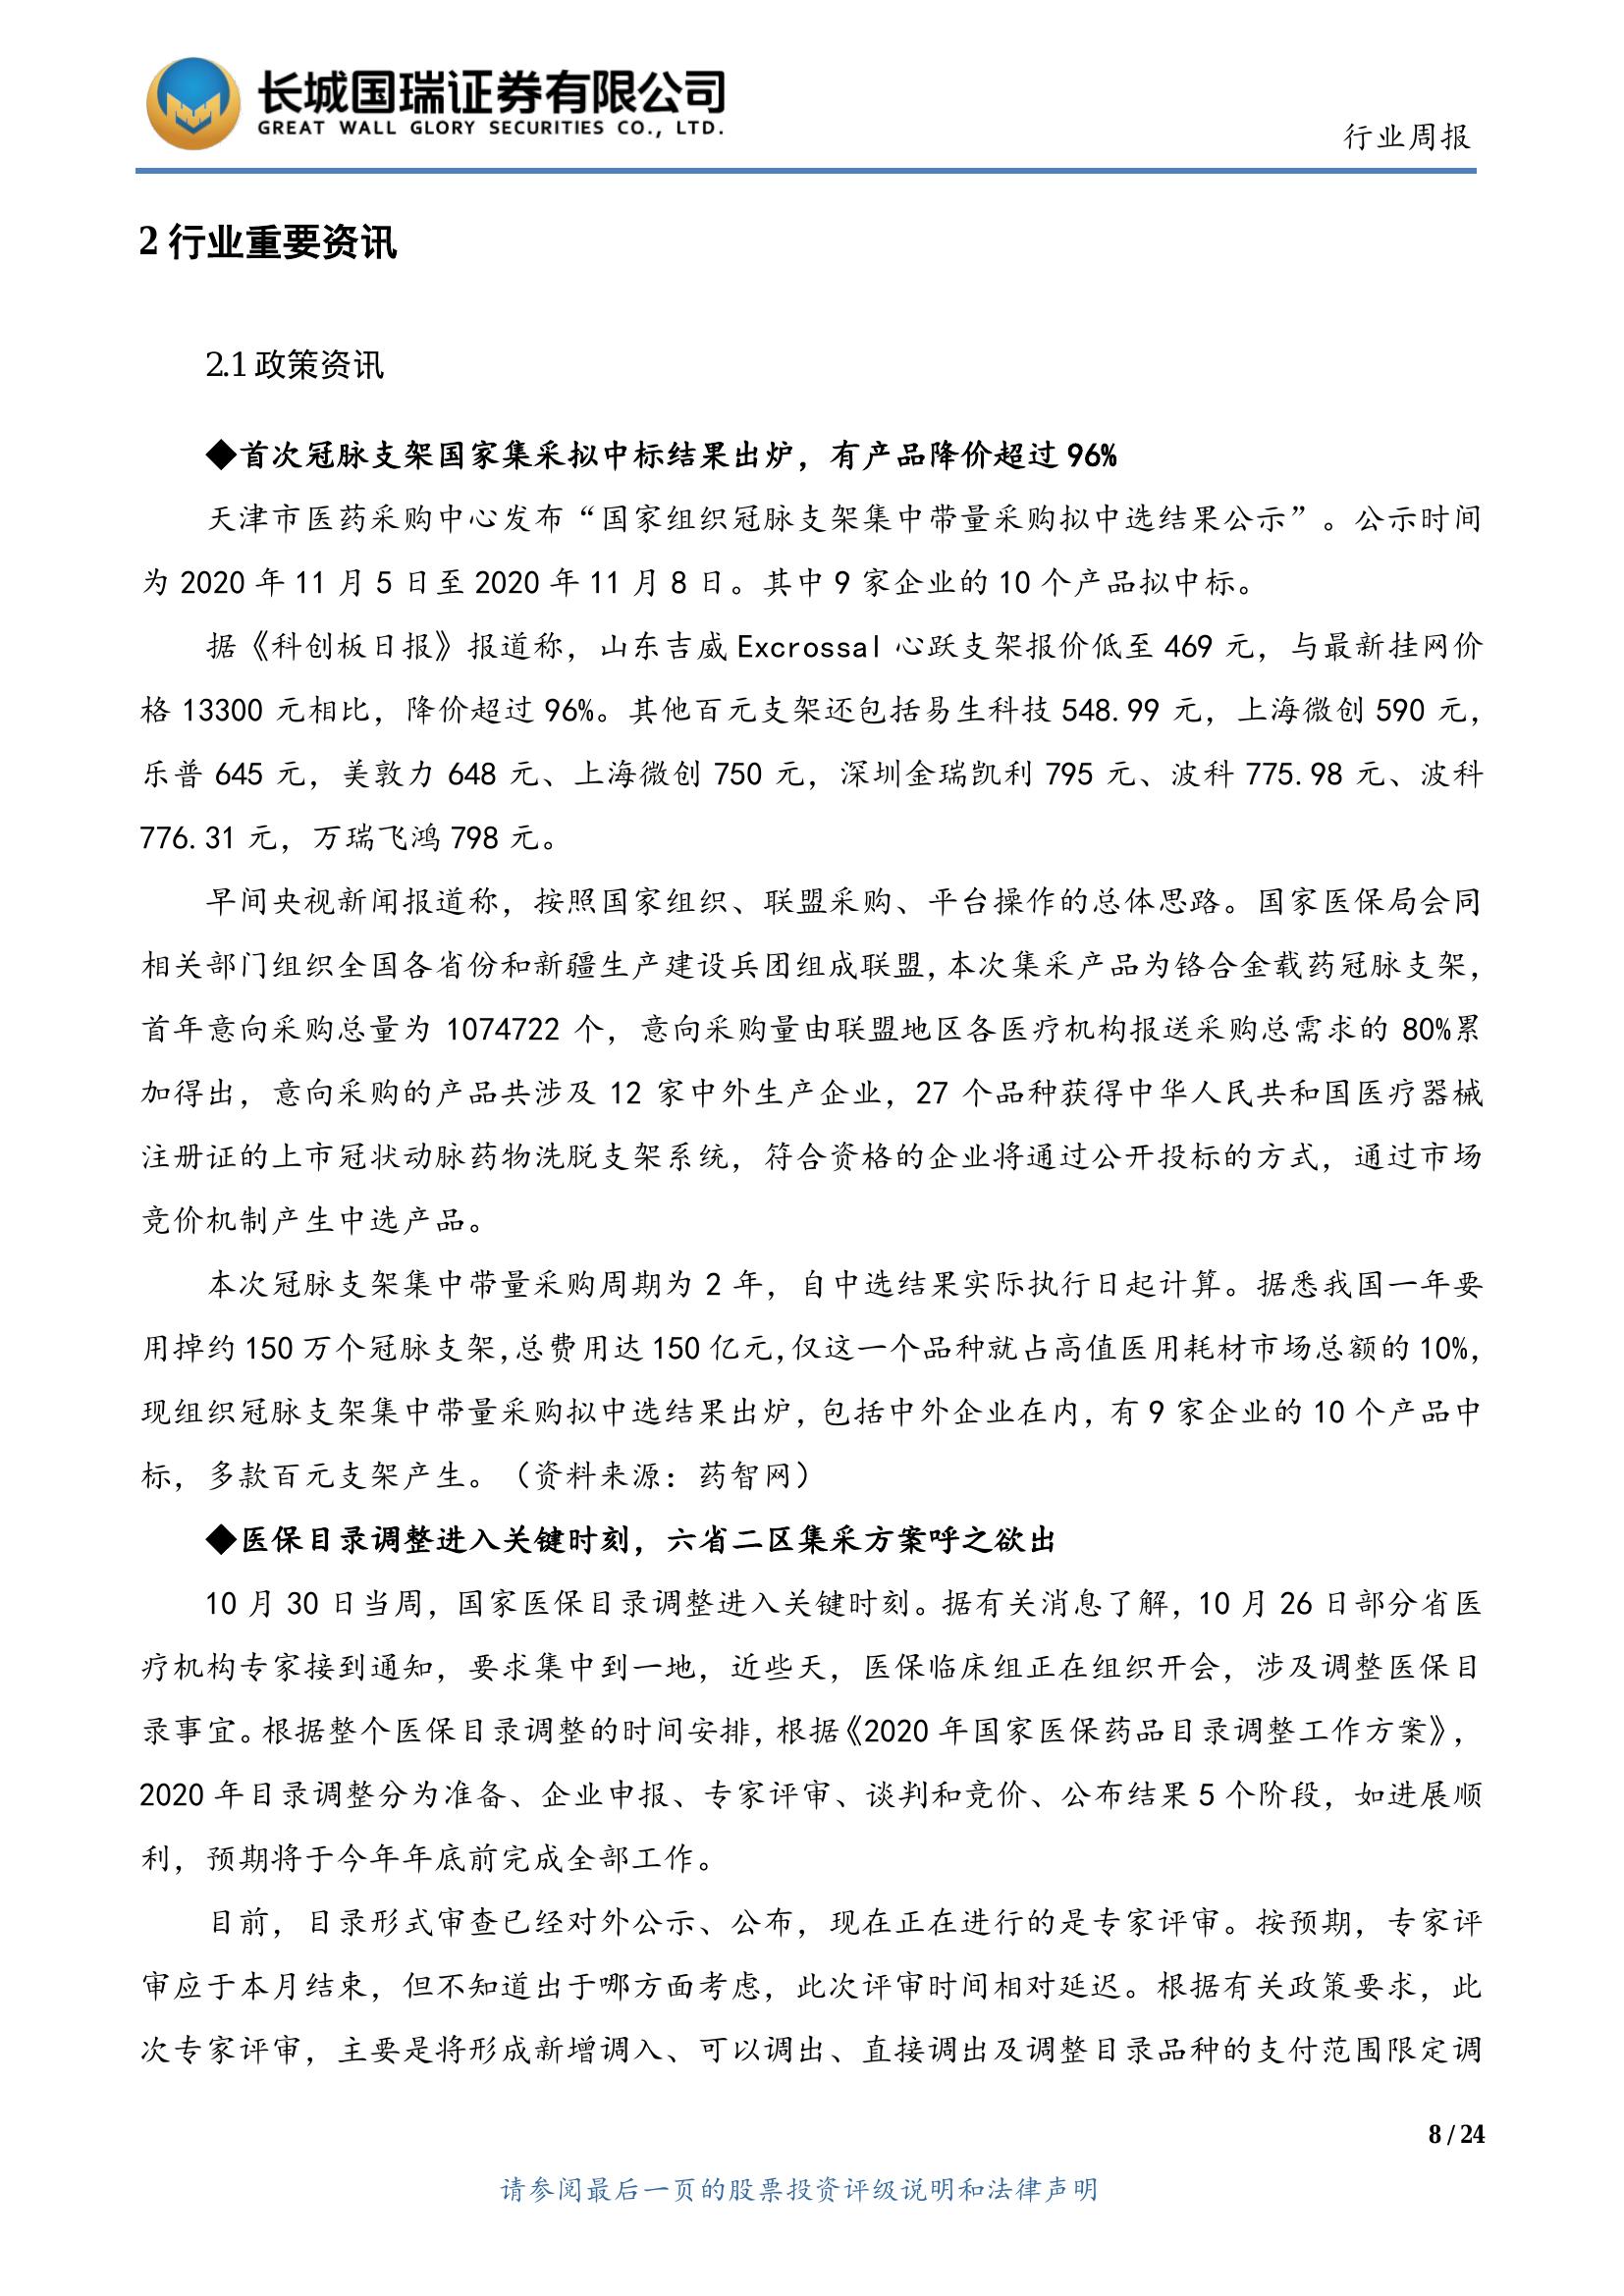 长城国瑞证券有限公司
GREAT WALL GLORY SECURITIES CO., LTD.
行业周报
2 行业重要资讯
2.1 政策资讯
◆首次冠脉支架国家集采拟中标结果出炉，有产品降价超过 96%
天津市医药采购中心发布“国家组织冠脉支架集中带量采购拟中选结果公示”。公示时间
为 2020 年 11 月 5 日至 2020 年 11 月 8 日。其中 9 家企业的 10 个产品拟中标。
据《科创板日报》报道称，山东吉威 Excrossal 心跃支架报价低至 469 元，与最新挂网价
格 13300 元相比，降价超过 96%。其他百元支架还包括易生科技 548.99 元，上海微创 590 元，
乐普 645 元，美敦力 648 元、上海微创 750 元，深圳金瑞凯利 795 元、波科 775.98 元、波科
776.31 元，万瑞飞鸿 798 元。
早间央视新闻报道称，按照国家组织、联盟采购、平台操作的总体思路。国家医保局会同
相关部门组织全国各省份和新疆生产建设兵团组成联盟，本次集采产品为铬合金载药冠脉支架，
首年意向采购总量为 1074722 个，意向采购量由联盟地区各医疗机构报送采购总需求的 80%累
加得出，意向采购的产品共涉及 12 家中外生产企业，27 个品种获得中华人民共和国医疗器械
注册证的上市冠状动脉药物洗脱支架系统，符合资格的企业将通过公开投标的方式，通过市场
竞价机制产生中选产品。
本次冠脉支架集中带量采购周期为 2 年，自中选结果实际执行日起计算。据悉我国一年要
用掉约 150 万个冠脉支架，总费用达 150 亿元，仅这一个品种就占高值医用耗材市场总额的 10%，
现组织冠脉支架集中带量采购拟中选结果出炉，包括中外企业在内，有 9 家企业的 10 个产品中
标，多款百元支架产生。（资料来源：药智网）
◆医保目录调整进入关键时刻，六省二区集采方案呼之欲出
10 月 30 日当周，国家医保目录调整进入关键时刻。据有关消息了解，10 月 26 日部分省医
疗机构专家接到通知，要求集中到一地，近些天，医保临床组正在组织开会，涉及调整医保目
录事宜。根据整个医保目录调整的时间安排，根据《2020 年国家医保药品目录调整工作方案》，
2020 年目录调整分为准备、企业申报、专家评审、谈判和竞价、公布结果 5 个阶段，如进展顺
利，预期将于今年年底前完成全部工作。
目前，目录形式审查已经对外公示、公布，现在正在进行的是专家评审。按预期，专家评
审应于本月结束，但不知道出于哪方面考虑，此次评审时间相对延迟。根据有关政策要求，此
次专家评审，主要是将形成新增调入、可以调出、直接调出及调整目录品种的支付范围限定调
8 / 24
请参阅最后一页的股票投资评级说明和法律声明